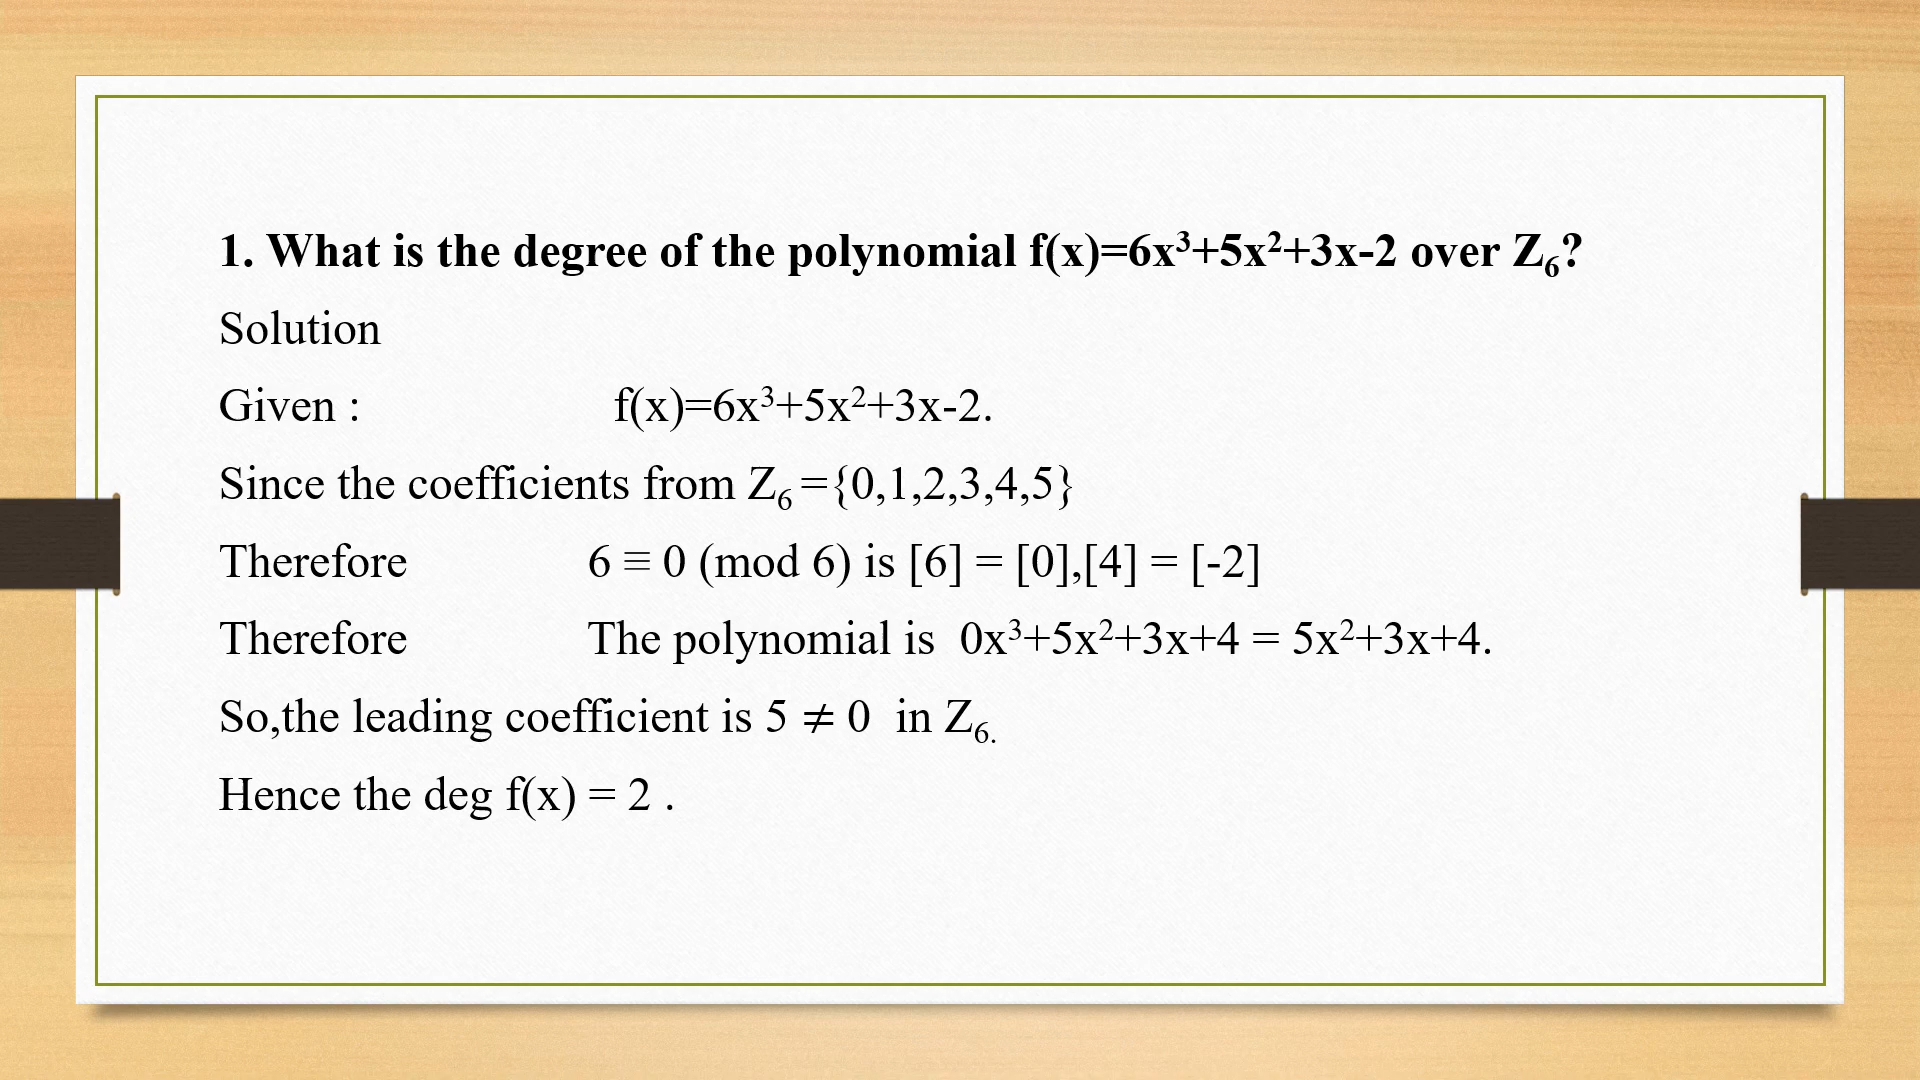 1. What is the degree of the polynomial f(x)=6x³+5x²+3x-2 over Z₆?
Solution
Given : f(x)=6x³+5x²+3x-2.
Since the coefficients from Z₆ ={0,1,2,3,4,5}
Therefore 6 ≡ 0 (mod 6) is [6] = [0],[4] = [-2]
Therefore The polynomial is 0x³+5x²+3x+4 = 5x²+3x+4.
So,the leading coefficient is 5 ≠ 0 in Z₆.
Hence the deg f(x) = 2 .